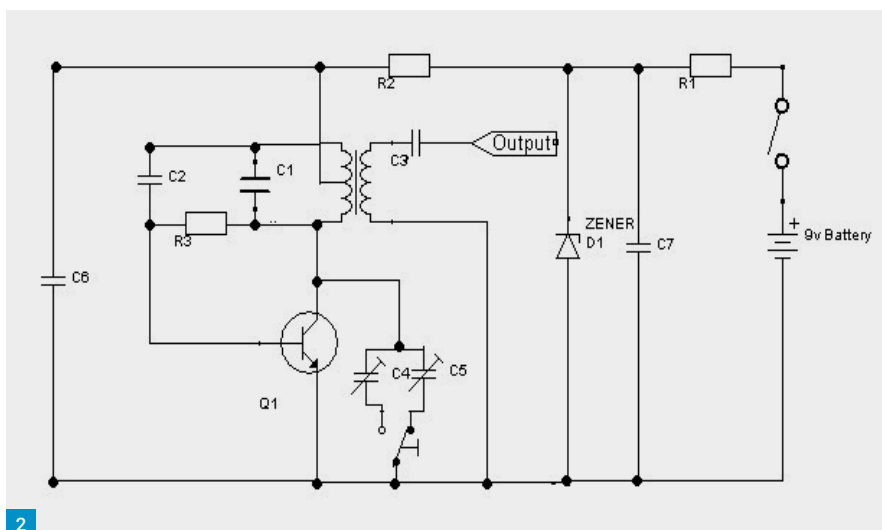 R2
R1
C3
Output
C2
C1
R3
ZENER
D1
C7
+
9v Battery
C6
C4
C5
Q1
2